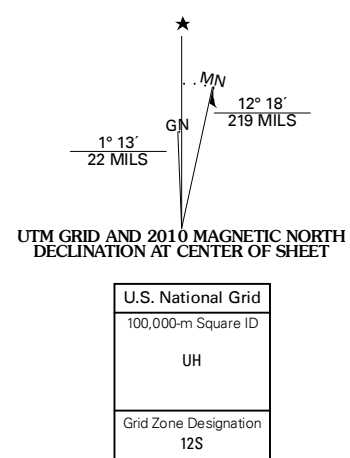 ★
MN
GN
12° 18´
219 MILS
1° 13´
22 MILS
UTM GRID AND 2010 MAGNETIC NORTH
DECLINATION AT CENTER OF SHEET
U.S. National Grid
100,000-m Square ID
UH
Grid Zone Designation
12S